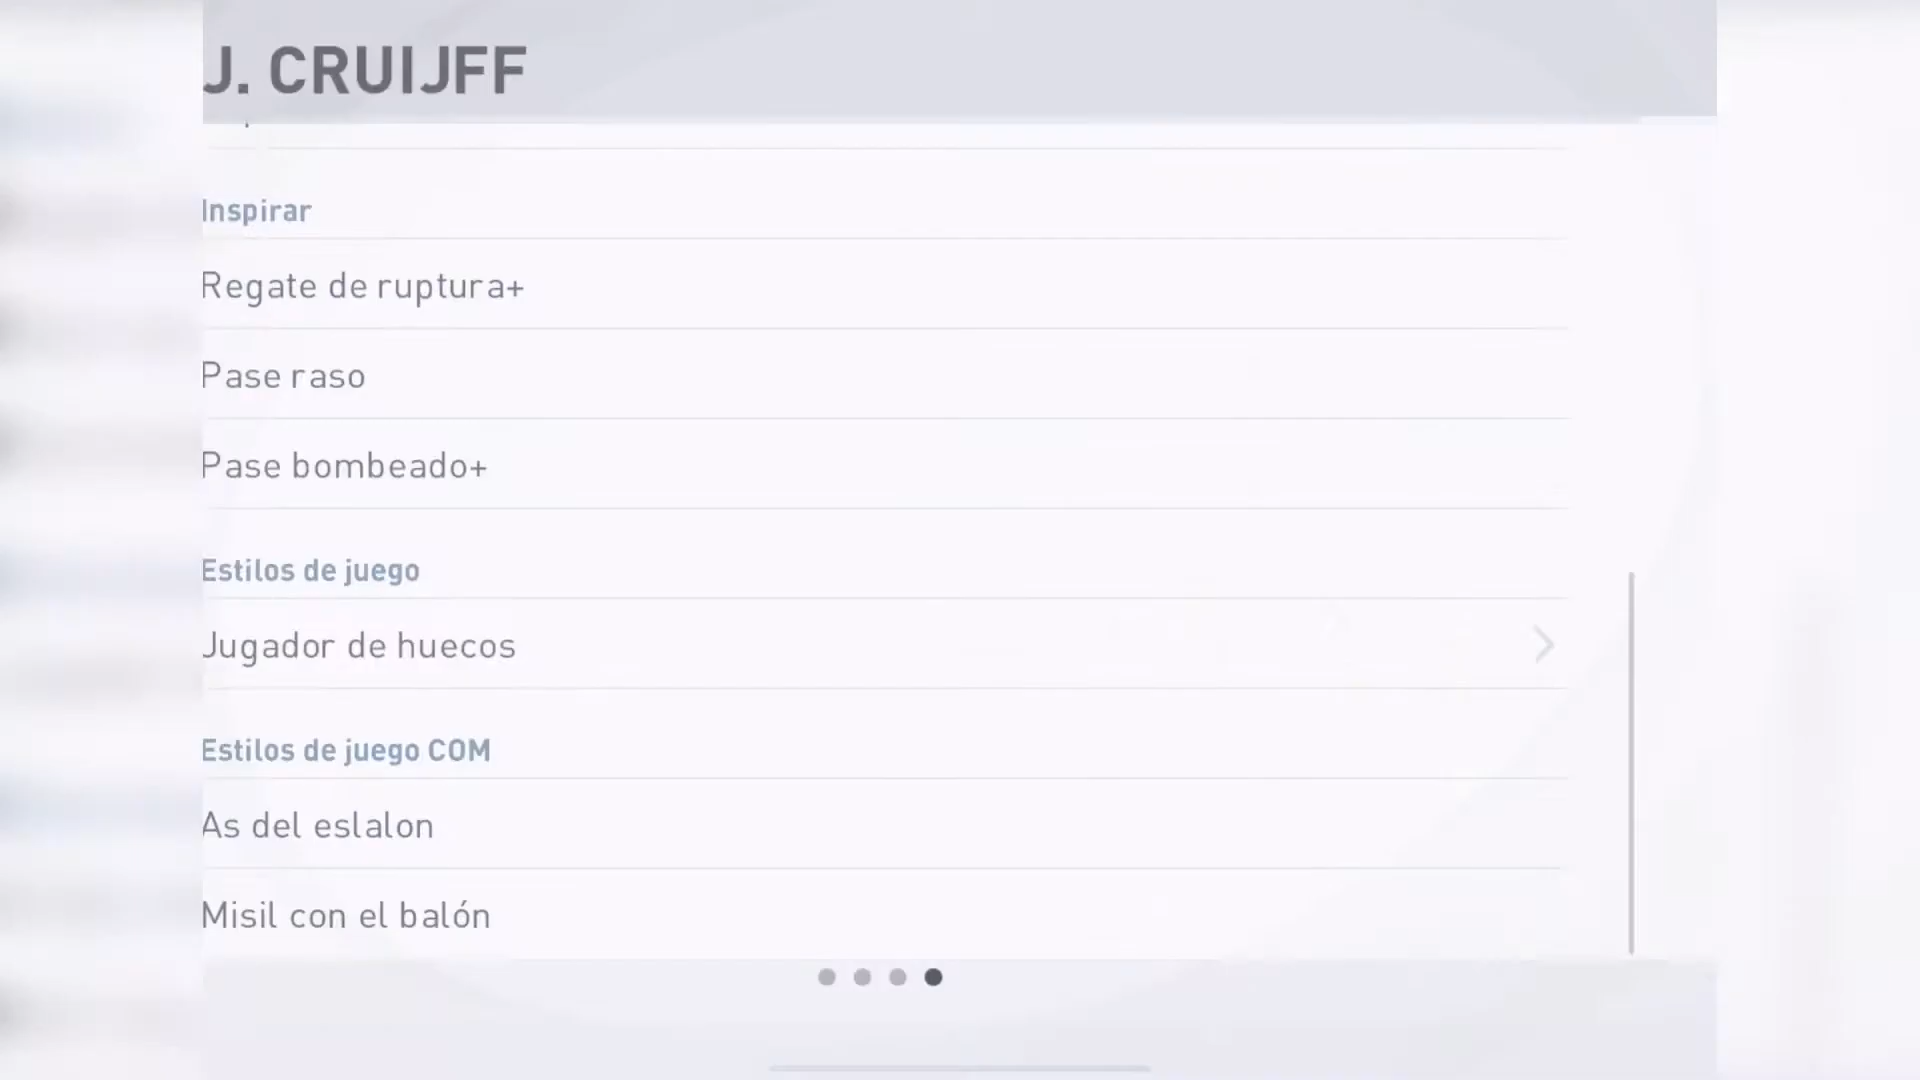 J. CRUIJFF
Inspirar
Regate de ruptura+
Pase raso
Pase bombeado+
Estilos de juego
Jugador de huecos
Estilos de juego COM
As del eslalon
Misil con el balón